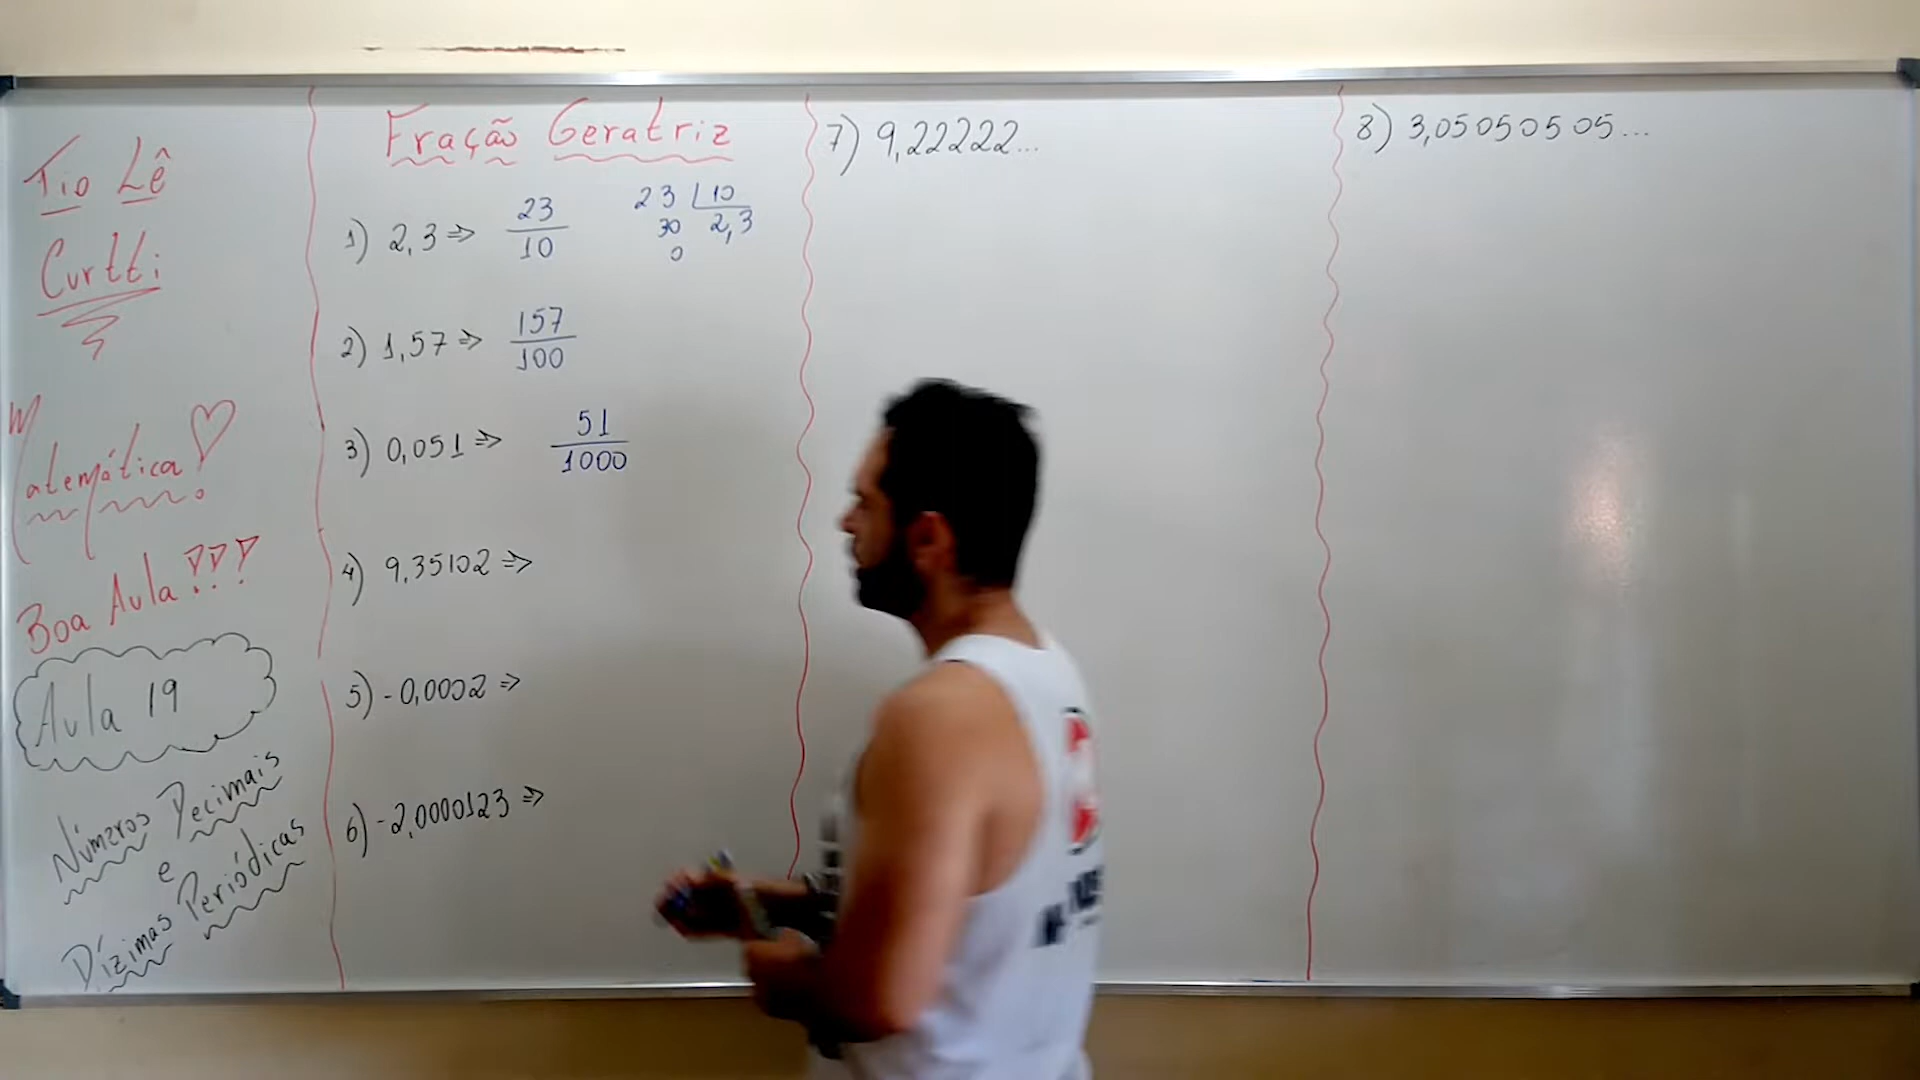 Tio Lê
Curtti
Matemática
Boa Aula!!!
Aula 19
Números Decimais
e
Dízimas Periódicas
Fração Geratriz
1) 2,3 ⇒ 23/10
23 | 10
30 2,3
0
2) 1,57 ⇒ 157/100
3) 0,051 ⇒ 51/1000
4) 9,35102 ⇒
5) -0,0002 ⇒
6) -2,0000123 ⇒
7) 9,22222...
8) 3,05050505...